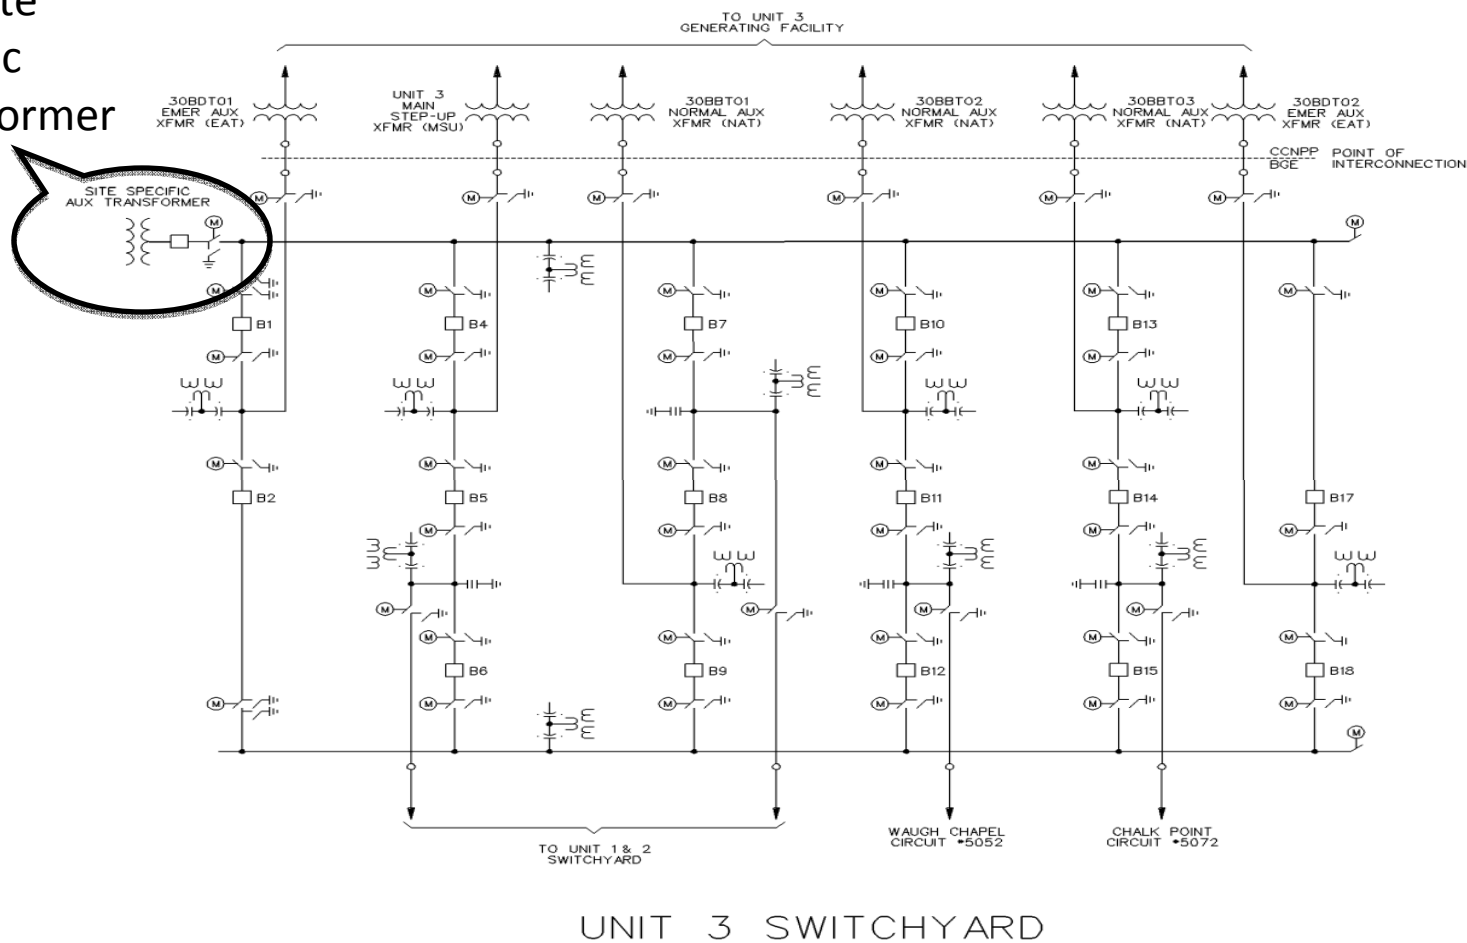 te
c
ormer
TO UNIT 3
GENERATING FACILITY
30BDT01
EMER AUX
XFMR (EAT)
UNIT 3
MAIN
STEP-UP
XFMR (MSU)
30BBT01
NORMAL AUX
XFMR (NAT)
30BBT02
NORMAL AUX
XFMR (NAT)
30BBT03
NORMAL AUX
XFMR (NAT)
30BDT02
EMER AUX
XFMR (EAT)
CCNPP
BGE
POINT OF
INTERCONNECTION
SITE SPECIFIC
AUX TRANSFORMER
M M M M M M
M M
M M M M M M
B1 B4 B7 B10 B13
M M M M M
M M M M M
B2 B5 B8 B11 B14 B17
M M M M M
M M M M
M M M M M
B6 B9 B12 B15 B18
M M M M M M
M
TO UNIT 1 & 2
SWITCHYARD
WAUGH CHAPEL
CIRCUIT #5052
CHALK POINT
CIRCUIT #5072
UNIT 3 SWITCHYARD